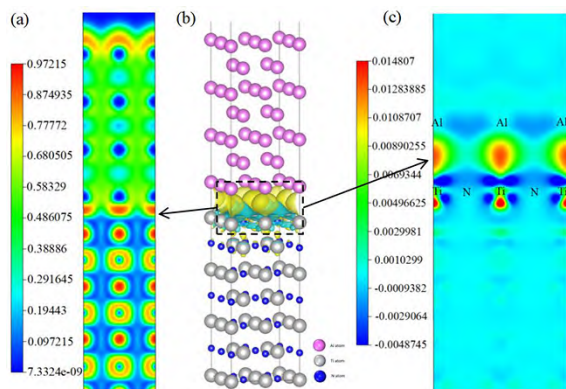 (a)
0.97215
0.874935
0.77772
0.680505
0.58329
0.486075
0.38886
0.291645
0.19443
0.097215
7.3324e-09
(b)
Al atom
Ti atom
N atom
(c)
0.014807
0.01283885
0.0108707
0.00890255
0.0069344
0.00496625
0.0029981
0.0010299
-0.0009382
-0.0029064
-0.0048745
Al Al Al
Ti N Ti N Ti